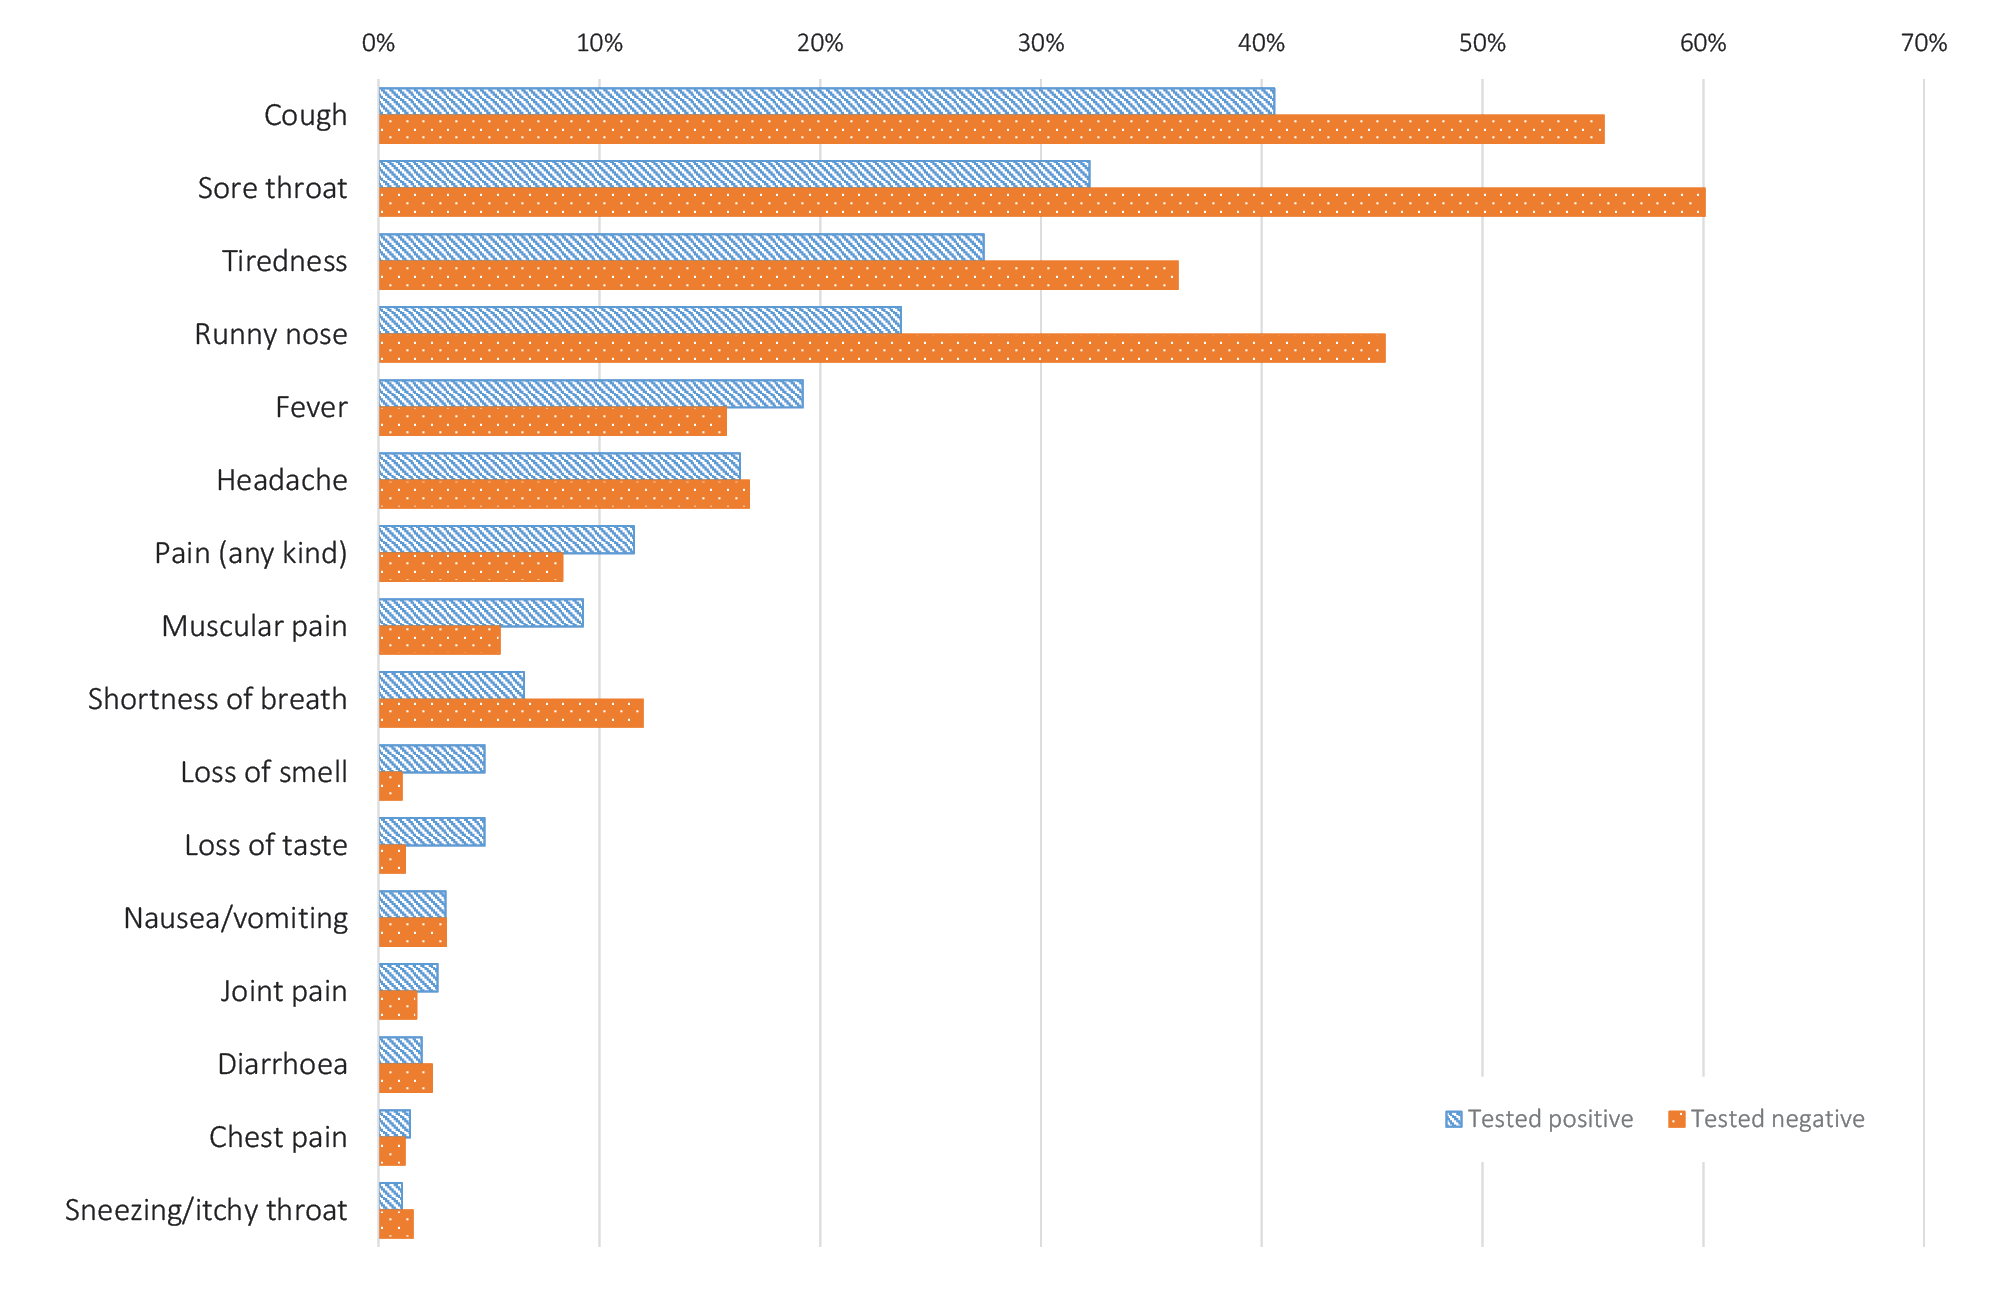 0% 10% 20% 30% 40% 50% 60% 70%
Cough
Sore throat
Tiredness
Runny nose
Fever
Headache
Pain (any kind)
Muscular pain
Shortness of breath
Loss of smell
Loss of taste
Nausea/vomiting
Joint pain
Diarrhoea
Chest pain
Sneezing/itchy throat
Tested positive Tested negative